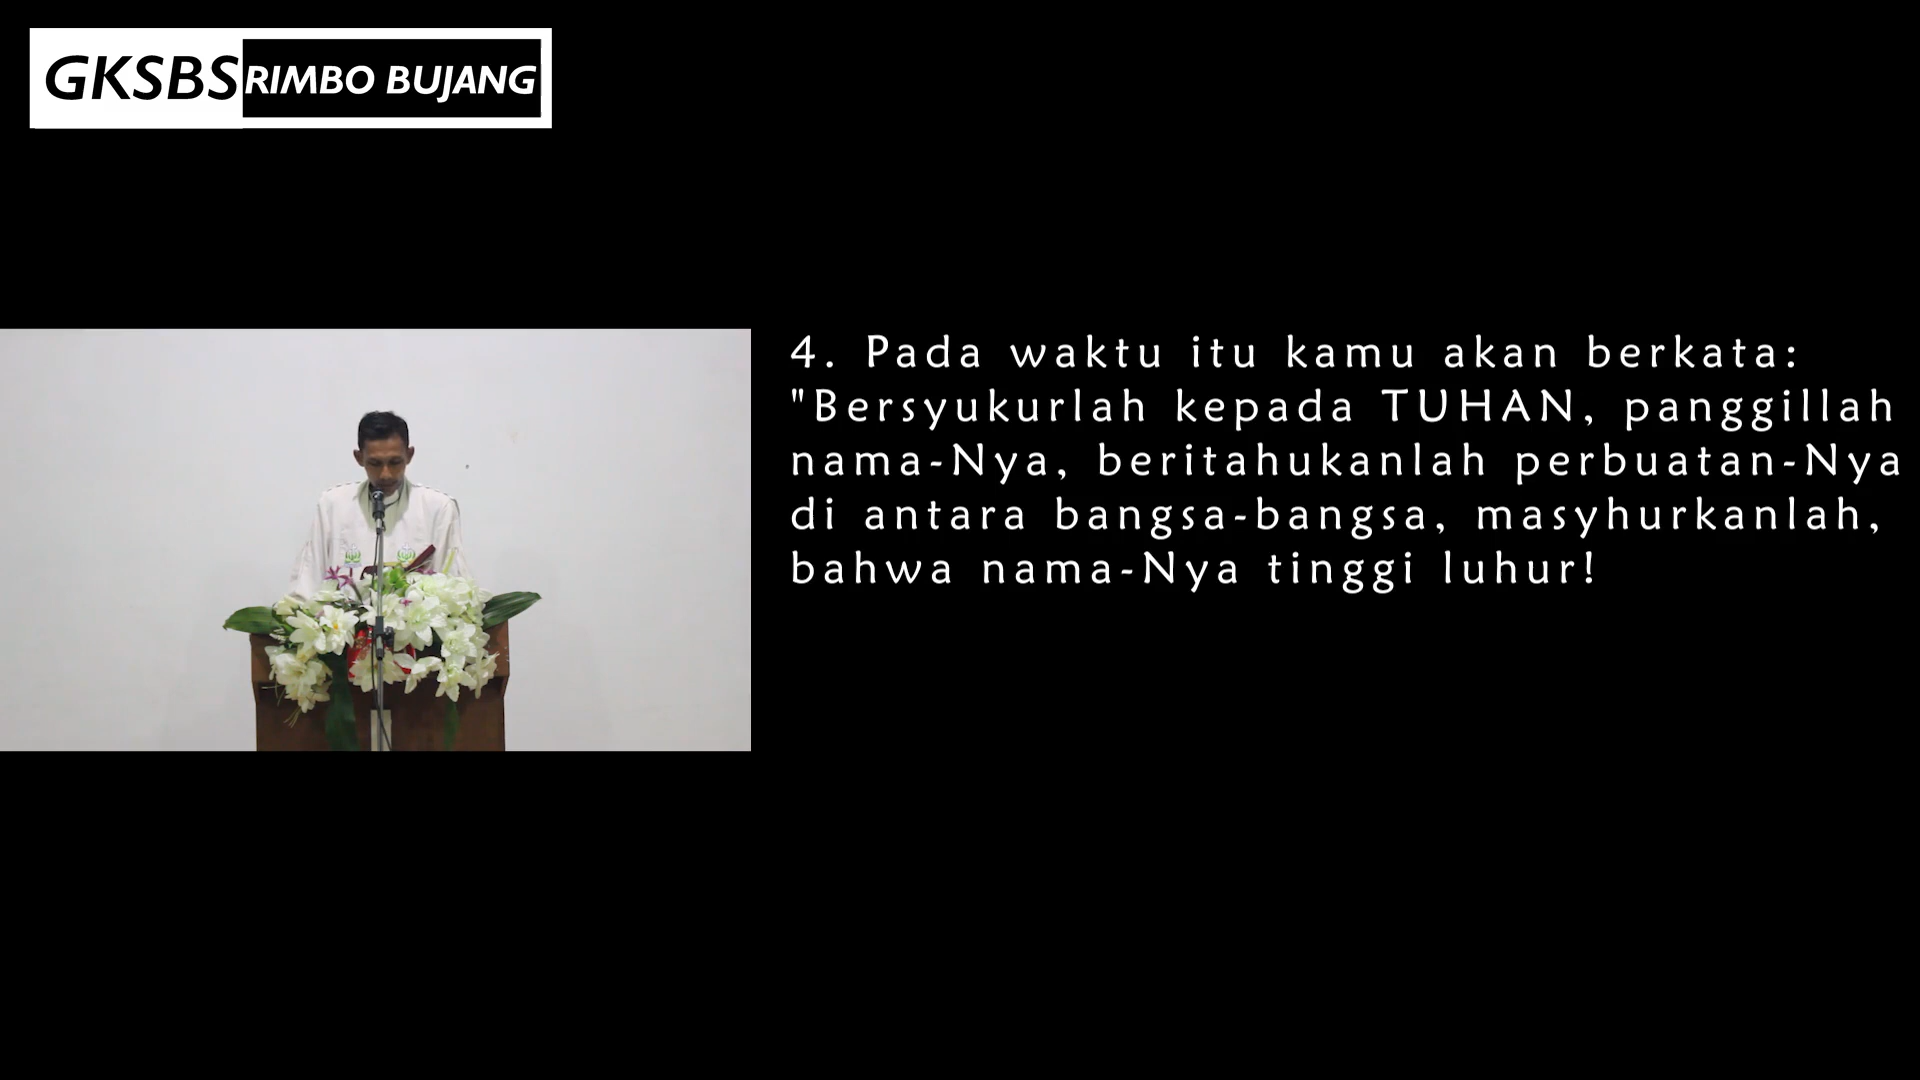 GKSBS RIMBO BUJANG
4. Pada waktu itu kamu akan berkata:
"Bersyukurlah kepada TUHAN, panggillah
nama-Nya, beritahukanlah perbuatan-Nya
di antara bangsa-bangsa, masyhurkanlah,
bahwa nama-Nya tinggi luhur!